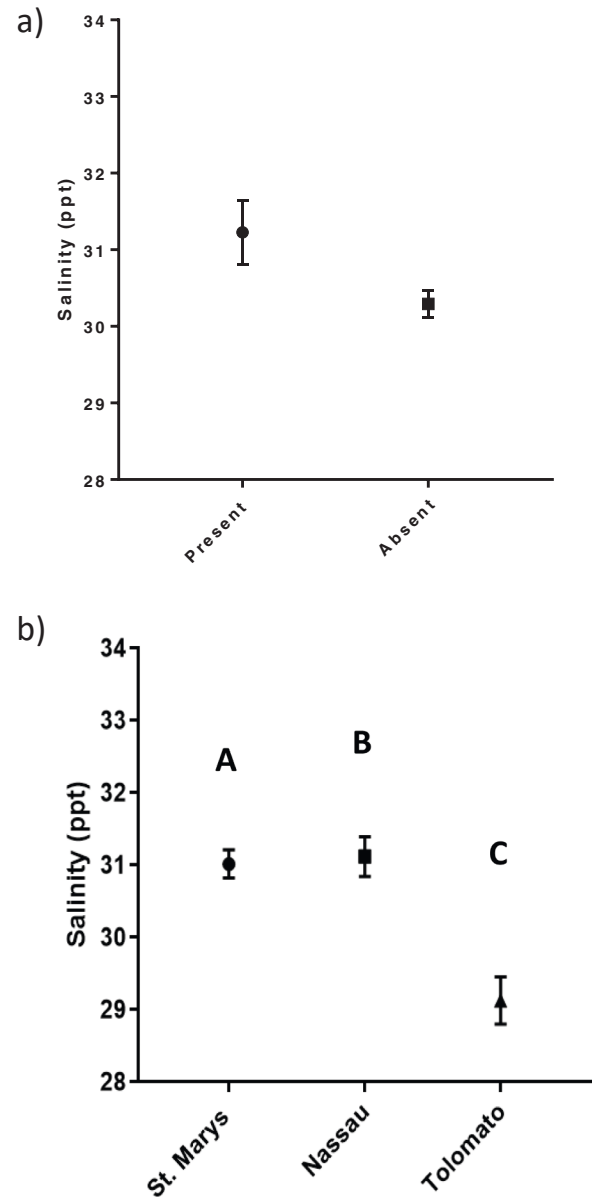 a)
34
33
32
31
30
29
28
Salinity (ppt)
Present
Absent
b)
34
33
32
31
30
29
28
Salinity (ppt)
A
B
C
St. Marys
Nassau
Tolomato